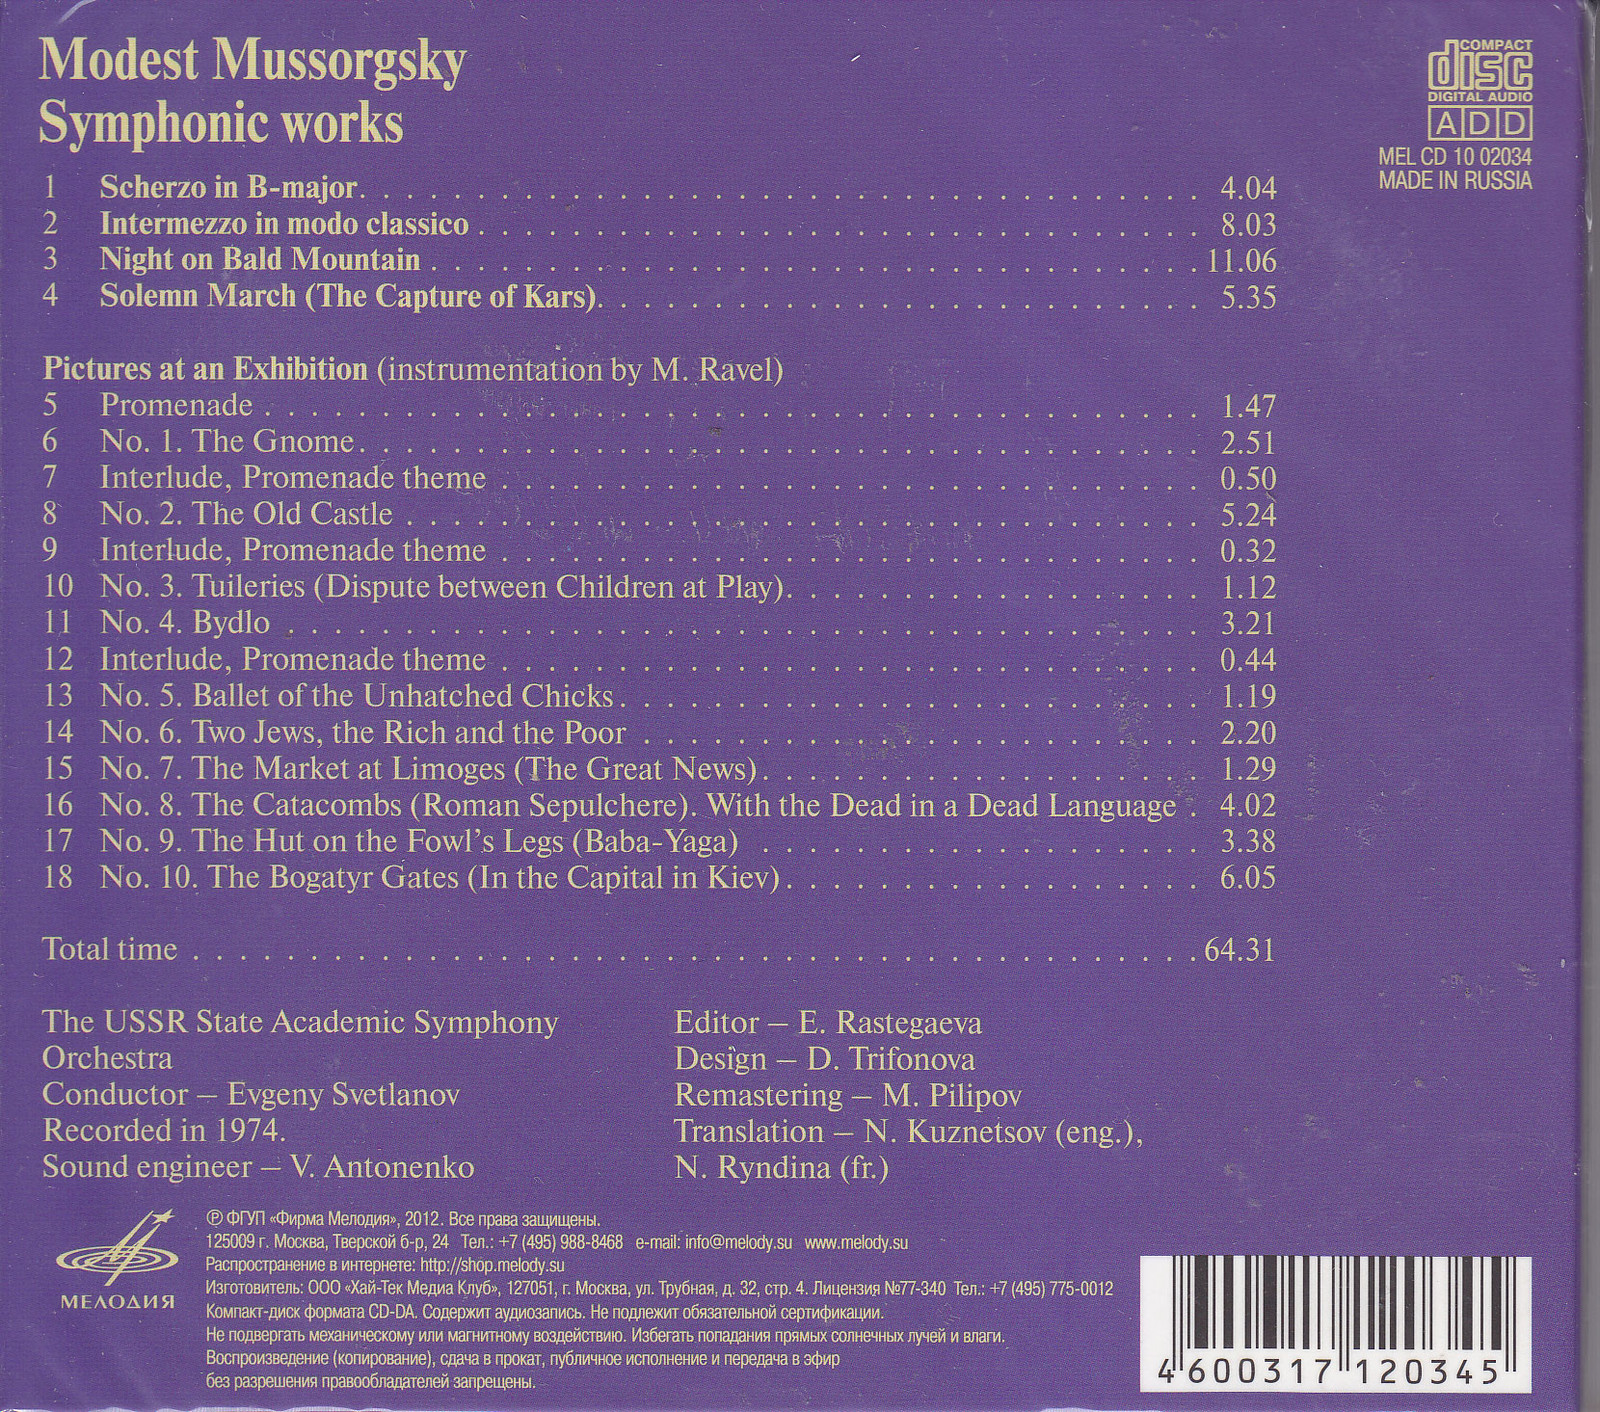 Modest Mussorgsky
Symphonic works
COMPACT
disc
DIGITAL AUDIO
ADD
MEL CD 10 02034
MADE IN RUSSIA
1 Scherzo in B-major. . . . . . . . . . 4.04
2 Intermezzo in modo classico . . . . . . . . . . 8.03
3 Night on Bald Mountain . . . . . . . . . . 11.06
4 Solemn March (The Capture of Kars). . . . . . . . . . 5.35
Pictures at an Exhibition (instrumentation by M. Ravel)
5 Promenade . . . . . . . . . . 1.47
6 No. 1. The Gnome. . . . . . . . . . 2.51
7 Interlude, Promenade theme . . . . . . . . . . 0.50
8 No. 2. The Old Castle . . . . . . . . . . 5.24
9 Interlude, Promenade theme . . . . . . . . . . 0.32
10 No. 3. Tuileries (Dispute between Children at Play). . . . . . . . . . 1.12
11 No. 4. Bydlo . . . . . . . . . . 3.21
12 Interlude, Promenade theme . . . . . . . . . . 0.44
13 No. 5. Ballet of the Unhatched Chicks. . . . . . . . . . 1.19
14 No. 6. Two Jews, the Rich and the Poor . . . . . . . . . . 2.20
15 No. 7. The Market at Limoges (The Great News). . . . . . . . . . 1.29
16 No. 8. The Catacombs (Roman Sepulchere). With the Dead in a Dead Language . 4.02
17 No. 9. The Hut on the Fowl's Legs (Baba-Yaga) . . . . . . . . . . 3.38
18 No. 10. The Bogatyr Gates (In the Capital in Kiev). . . . . . . . . . 6.05
Total time . . . . . . . . . . 64.31
The USSR State Academic Symphony
Orchestra
Conductor – Evgeny Svetlanov
Recorded in 1974.
Sound engineer – V. Antonenko
Editor – E. Rastegaeva
Design – D. Trifonova
Remastering – M. Pilipov
Translation – N. Kuznetsov (eng.),
N. Ryndina (fr.)
МЕЛОДИЯ
℗ ФГУП «Фирма Мелодия», 2012. Все права защищены.
125009 г. Москва, Тверской б-р, 24 Тел.: +7 (495) 988-8468 e-mail: info@melody.su www.melody.su
Распространение в интернете: http://shop.melody.su
Изготовитель: ООО «Хай-Тек Медиа Клуб», 127051, г. Москва, ул. Трубная, д. 32, стр. 4. Лицензия №77-340 Тел.: +7 (495) 775-0012
Компакт-диск формата CD-DA. Содержит аудиозапись. Не подлежит обязательной сертификации.
Не подвергать механическому или магнитному воздействию. Избегать попадания прямых солнечных лучей и влаги.
Воспроизведение (копирование), сдача в прокат, публичное исполнение и передача в эфир
без разрешения правообладателей запрещены.
4 600317 120345